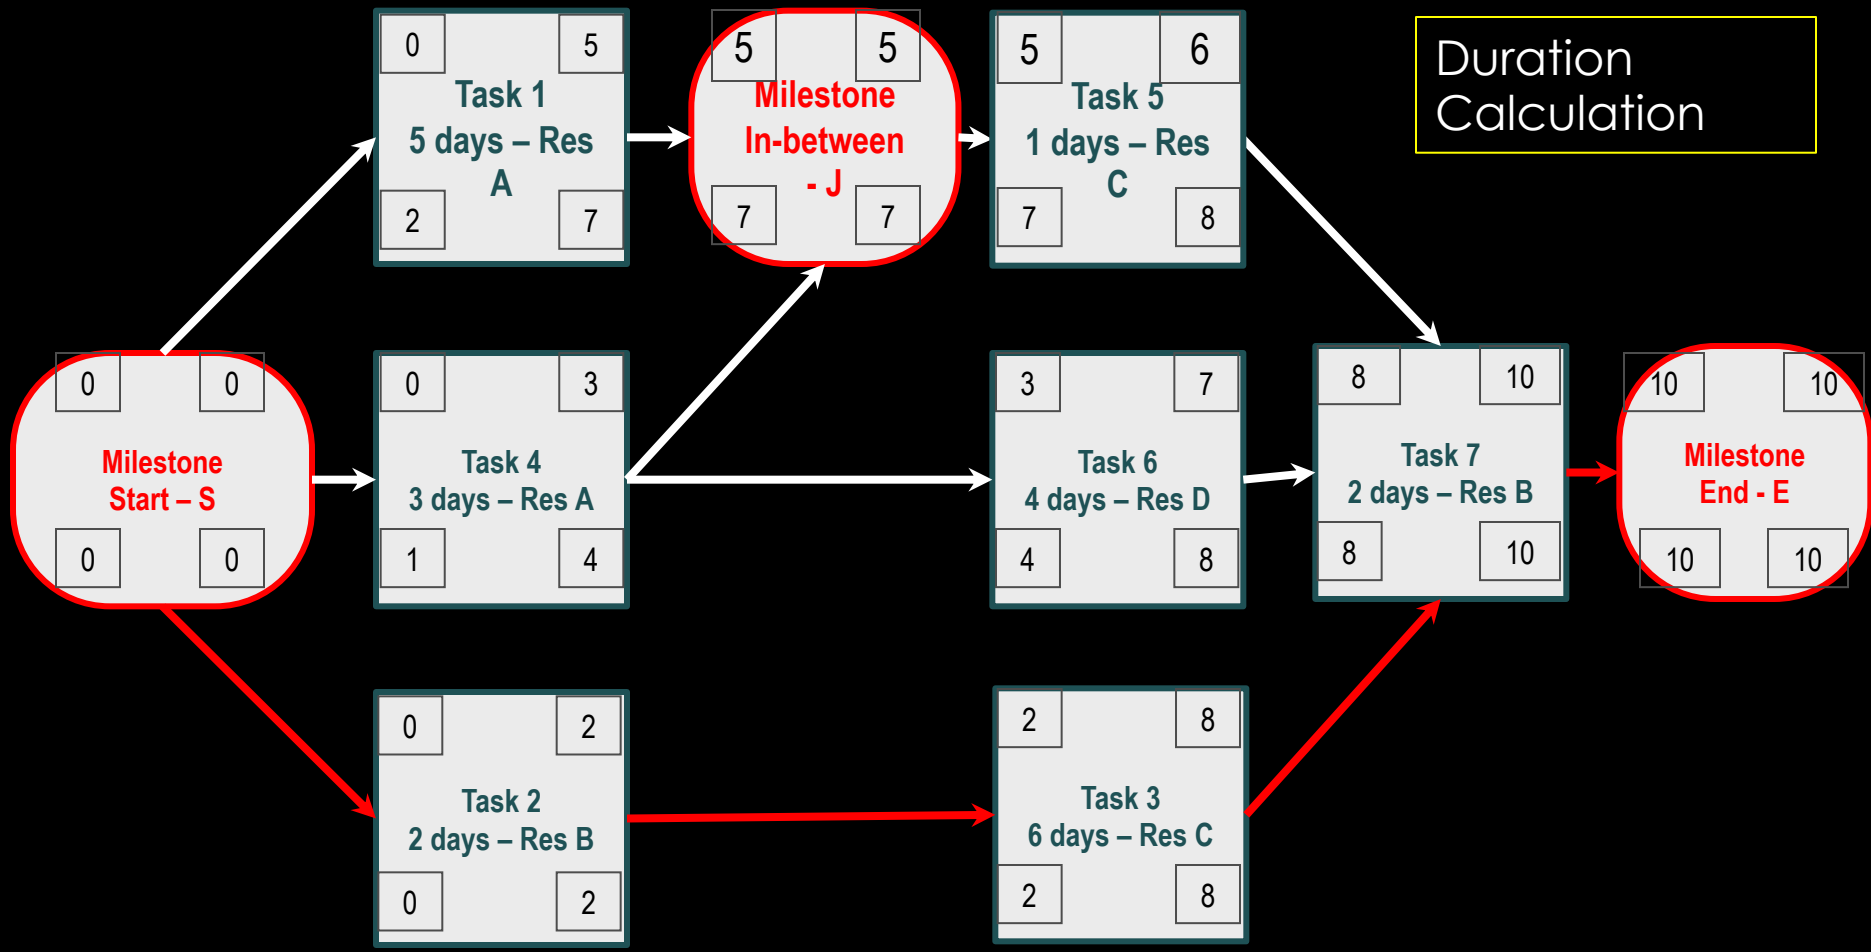 Duration
Calculation
0 5
Task 1
5 days – Res
A
2 7
5 5
Milestone
In-between
- J
7 7
5 6
Task 5
1 days – Res
C
7 8
0 0
Milestone
Start – S
0 0
0 3
Task 4
3 days – Res A
1 4
3 7
Task 6
4 days – Res D
4 8
8 10
Task 7
2 days – Res B
8 10
10 10
Milestone
End - E
10 10
0 2
Task 2
2 days – Res B
0 2
2 8
Task 3
6 days – Res C
2 8